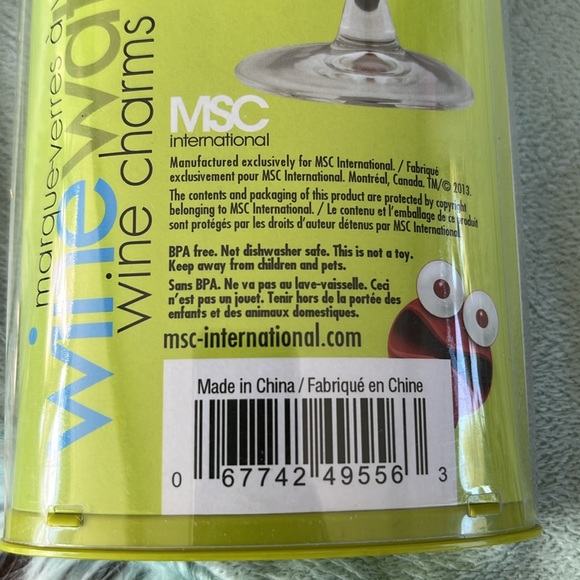 marque-verres à
wine wa
wine charms
MSC
international
Manufactured exclusively for MSC International. / Fabriqué
exclusivement pour MSC International. Montréal, Canada. TM/© 2013.
The contents and packaging of this product are protected by copyright
belonging to MSC International. / Le contenu et l'emballage de ce produit
sont protégés par les droits d'auteur détenus par MSC International
BPA free. Not dishwasher safe. This is not a toy.
Keep away from children and pets.
Sans BPA. Ne va pas au lave-vaisselle. Ceci
n'est pas un jouet. Tenir hors de la portée des
enfants et des animaux domestiques.
msc-international.com
Made in China / Fabriqué en Chine
0 67742 49556 3